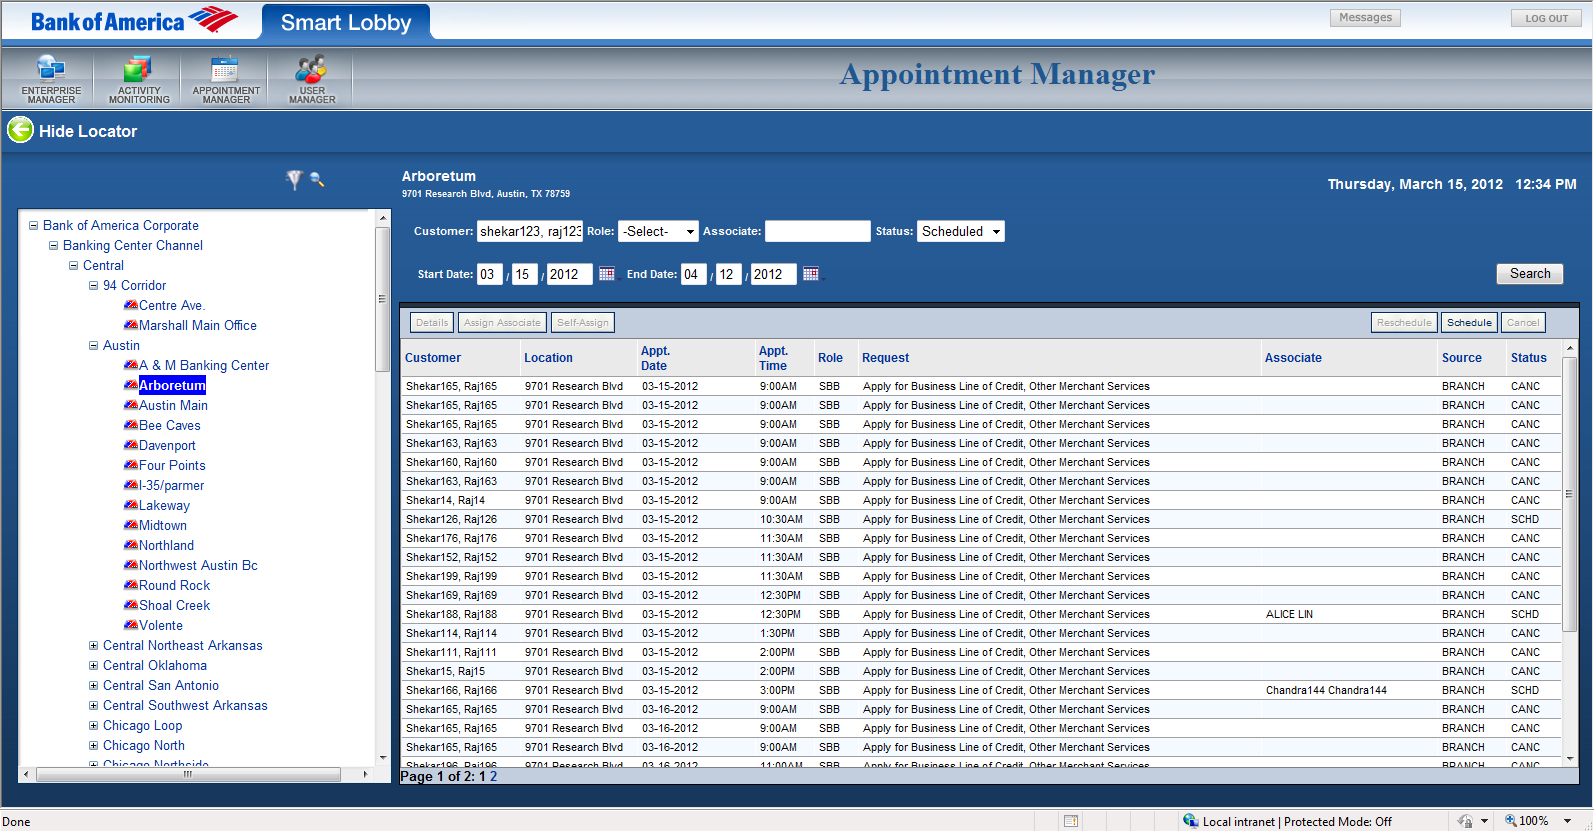 Bank of America
Smart Lobby
Messages
LOG OUT
ENTERPRISE MANAGER
ACTIVITY MONITORING
APPOINTMENT MANAGER
USER MANAGER
Appointment Manager
Hide Locator
Bank of America Corporate
Banking Center Channel
Central
94 Corridor
Centre Ave.
Marshall Main Office
Austin
A & M Banking Center
Arboretum
Austin Main
Bee Caves
Davenport
Four Points
I-35/parmer
Lakeway
Midtown
Northland
Northwest Austin Bc
Round Rock
Shoal Creek
Volente
Central Northeast Arkansas
Central Oklahoma
Central San Antonio
Central Southwest Arkansas
Chicago Loop
Chicago North
Chicago Northside
Arboretum
9701 Research Blvd, Austin, TX 78759
Thursday, March 15, 2012 12:34 PM
Customer: shekar123, raj123 Role: -Select- Associate: Status: Scheduled
Start Date: 03 / 15 / 2012 End Date: 04 / 12 / 2012
Search
Details Assign Associate Self-Assign Reschedule Schedule Cancel
Customer Location Appt. Date Appt. Time Role Request Associate Source Status
Shekar165, Raj165 9701 Research Blvd 03-15-2012 9:00AM SBB Apply for Business Line of Credit, Other Merchant Services BRANCH CANC
Shekar165, Raj165 9701 Research Blvd 03-15-2012 9:00AM SBB Apply for Business Line of Credit, Other Merchant Services BRANCH CANC
Shekar165, Raj165 9701 Research Blvd 03-15-2012 9:00AM SBB Apply for Business Line of Credit, Other Merchant Services BRANCH CANC
Shekar163, Raj163 9701 Research Blvd 03-15-2012 9:00AM SBB Apply for Business Line of Credit, Other Merchant Services BRANCH CANC
Shekar160, Raj160 9701 Research Blvd 03-15-2012 9:00AM SBB Apply for Business Line of Credit, Other Merchant Services BRANCH CANC
Shekar163, Raj163 9701 Research Blvd 03-15-2012 9:00AM SBB Apply for Business Line of Credit, Other Merchant Services BRANCH CANC
Shekar14, Raj14 9701 Research Blvd 03-15-2012 9:00AM SBB Apply for Business Line of Credit, Other Merchant Services BRANCH CANC
Shekar126, Raj126 9701 Research Blvd 03-15-2012 10:30AM SBB Apply for Business Line of Credit, Other Merchant Services BRANCH SCHD
Shekar176, Raj176 9701 Research Blvd 03-15-2012 11:30AM SBB Apply for Business Line of Credit, Other Merchant Services BRANCH CANC
Shekar152, Raj152 9701 Research Blvd 03-15-2012 11:30AM SBB Apply for Business Line of Credit, Other Merchant Services BRANCH CANC
Shekar199, Raj199 9701 Research Blvd 03-15-2012 11:30AM SBB Apply for Business Line of Credit, Other Merchant Services BRANCH CANC
Shekar169, Raj169 9701 Research Blvd 03-15-2012 12:30PM SBB Apply for Business Line of Credit, Other Merchant Services BRANCH CANC
Shekar188, Raj188 9701 Research Blvd 03-15-2012 12:30PM SBB Apply for Business Line of Credit, Other Merchant Services ALICE LIN BRANCH SCHD
Shekar114, Raj114 9701 Research Blvd 03-15-2012 1:30PM SBB Apply for Business Line of Credit, Other Merchant Services BRANCH CANC
Shekar111, Raj111 9701 Research Blvd 03-15-2012 2:00PM SBB Apply for Business Line of Credit, Other Merchant Services BRANCH CANC
Shekar15, Raj15 9701 Research Blvd 03-15-2012 2:00PM SBB Apply for Business Line of Credit, Other Merchant Services BRANCH CANC
Shekar166, Raj166 9701 Research Blvd 03-15-2012 3:00PM SBB Apply for Business Line of Credit, Other Merchant Services Chandra144 Chandra144 BRANCH SCHD
Shekar165, Raj165 9701 Research Blvd 03-16-2012 9:00AM SBB Apply for Business Line of Credit, Other Merchant Services BRANCH CANC
Shekar165, Raj165 9701 Research Blvd 03-16-2012 9:00AM SBB Apply for Business Line of Credit, Other Merchant Services BRANCH CANC
Shekar165, Raj165 9701 Research Blvd 03-16-2012 9:00AM SBB Apply for Business Line of Credit, Other Merchant Services BRANCH CANC
Shekar196, Raj196 9701 Research Blvd 03-16-2012 11:00AM SBB Apply for Business Line of Credit, Other Merchant Services BRANCH CANC
Page 1 of 2: 1 2
Done
Local intranet | Protected Mode: Off
100%